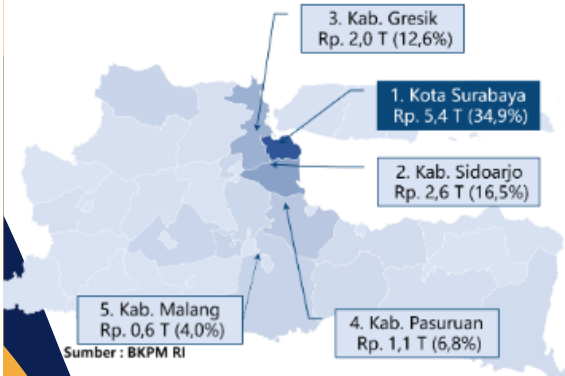 3. Kab. Gresik
Rp. 2,0 T (12,6%)
1. Kota Surabaya
Rp. 5,4 T (34,9%)
2. Kab. Sidoarjo
Rp. 2,6 T (16,5%)
5. Kab. Malang
Rp. 0,6 T (4,0%)
4. Kab. Pasuruan
Rp. 1,1 T (6,8%)
Sumber : BKPM RI